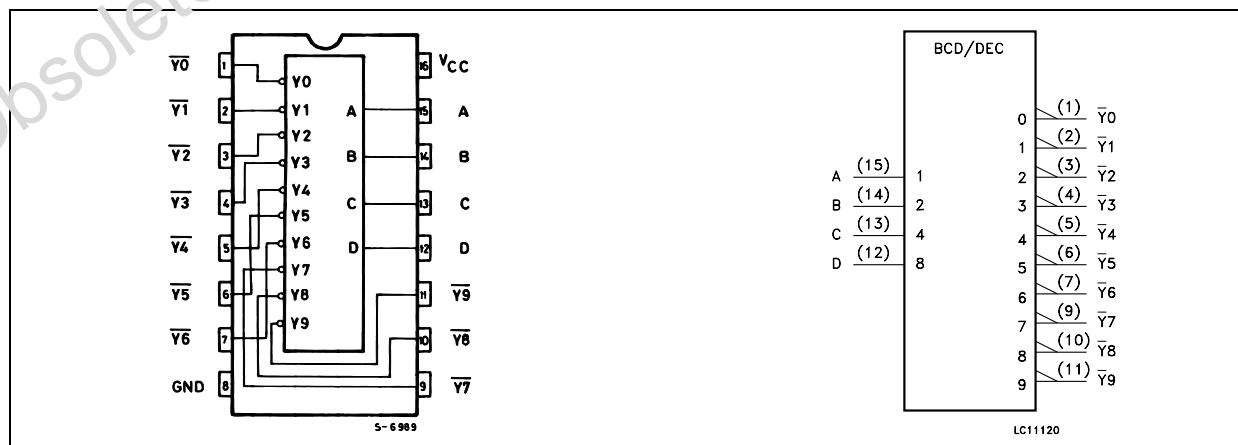 Obsolete
Y0 1 Y0 16 VCC
Y1 2 Y1 A 15 A
Y2 3 Y2 B 14 B
Y3 4 Y3 C 13 C
Y4 5 Y4 D 12 D
Y5 6 Y5 11 Y9
Y6 7 Y6 10 Y8
GND 8 Y7 9 Y7
Y8
Y9
S-6989
BCD/DEC
0 (1) Y0
1 (2) Y1
A (15) 1 2 (3) Y2
B (14) 2 3 (4) Y3
C (13) 4 4 (5) Y4
D (12) 8 5 (6) Y5
6 (7) Y6
7 (9) Y7
8 (10) Y8
9 (11) Y9
LC11120